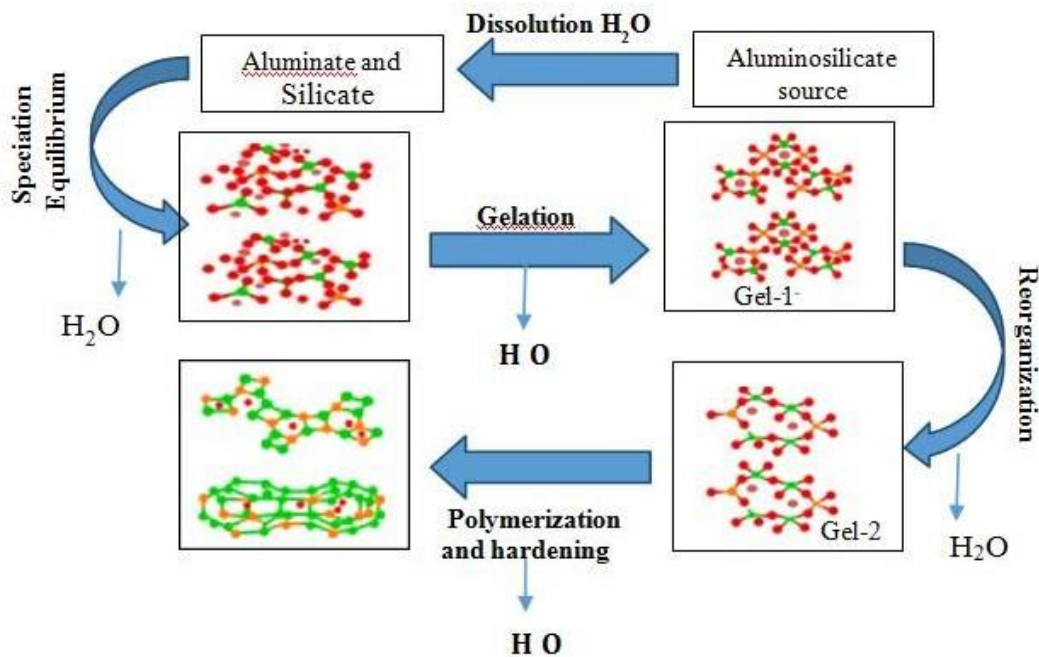 Dissolution H₂O
Aluminate and
Silicate
Aluminosilicate
source
Speciation
Equilibrium
Gelation
Gel-1-
Reorganization
H₂O
H O
Gel-2
Polymerization
and hardening
H₂O
H O